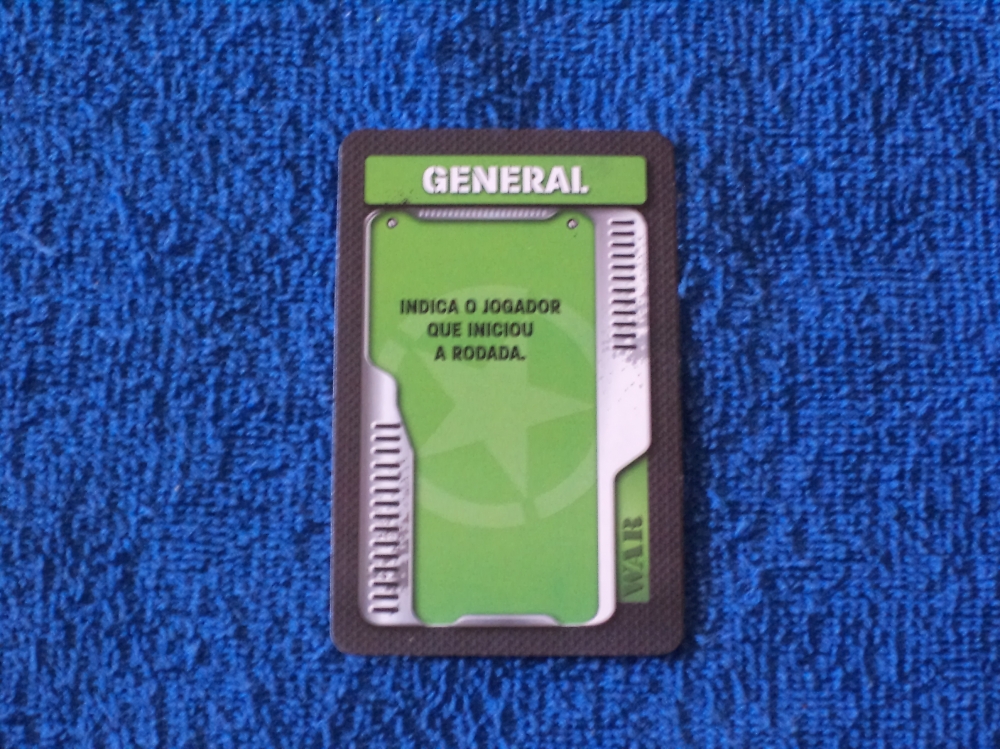 GENERAL
INDICA O JOGADOR
QUE INICIOU
A RODADA.
WAR